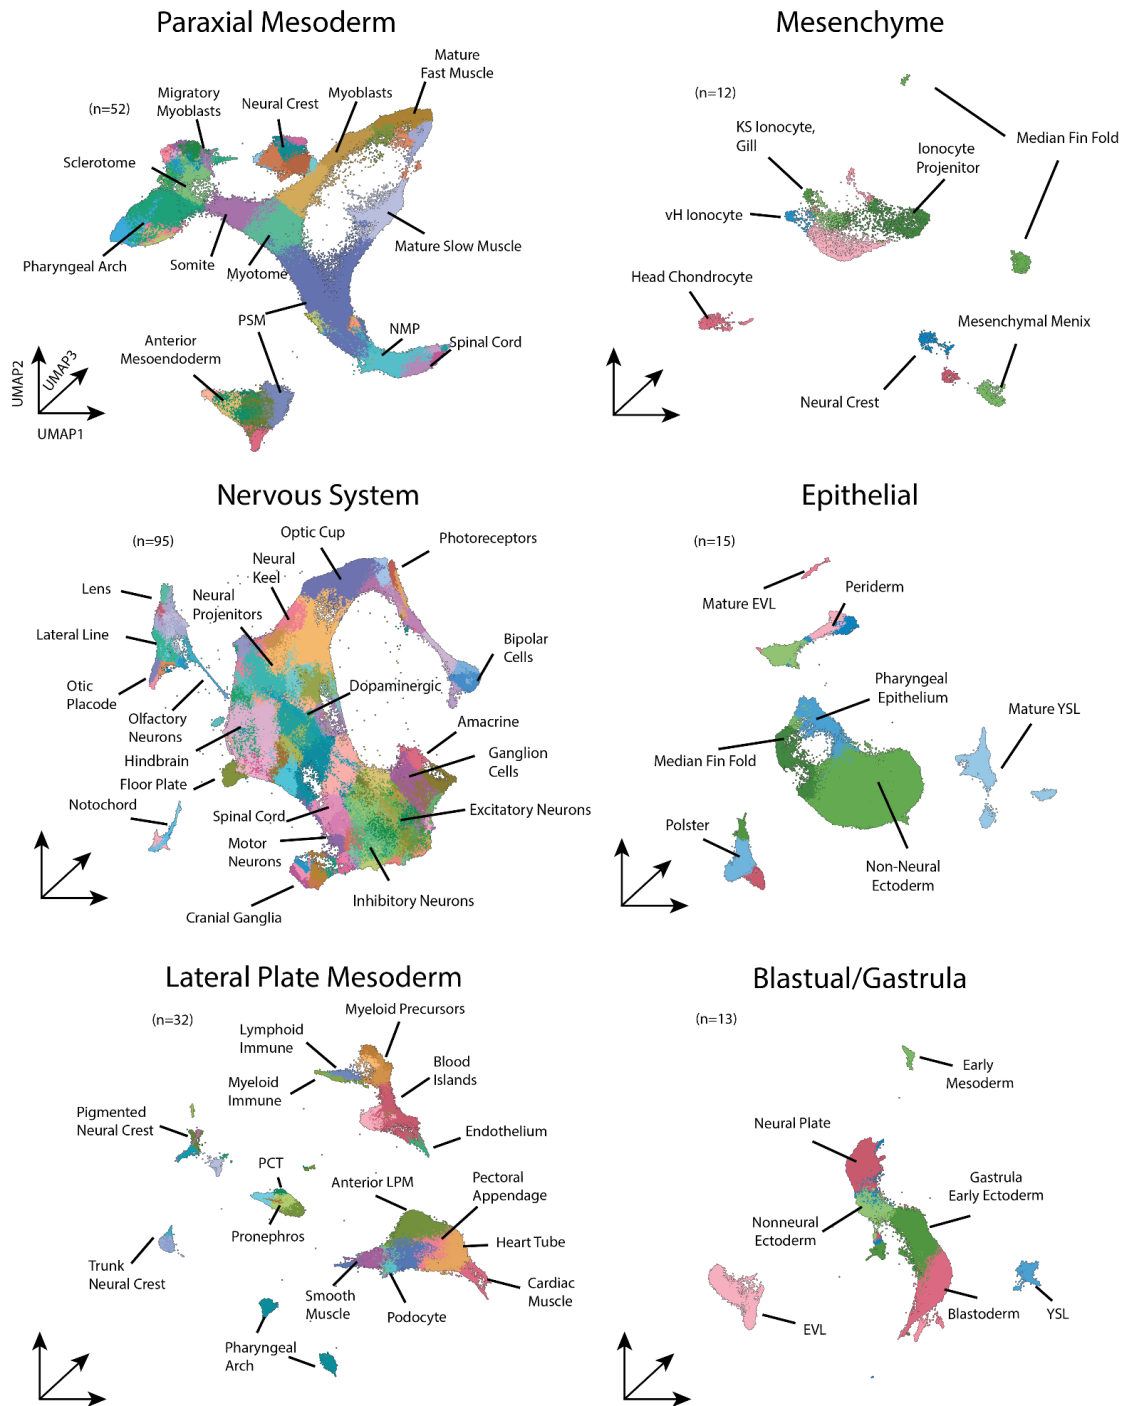 Paraxial Mesoderm
(n=52)
Migratory
Myoblasts
Neural Crest
Myoblasts
Mature
Fast Muscle
Sclerotome
Pharyngeal Arch
Somite
Myotome
Mature Slow Muscle
PSM
Anterior
Mesoendoderm
NMP
Spinal Cord
UMAP2
UMAP3
UMAP1
Mesenchyme
(n=12)
KS Ionocyte,
Gill
Ionocyte
Projenitor
Median Fin Fold
vH Ionocyte
Head Chondrocyte
Mesenchymal Menix
Neural Crest
Nervous System
(n=95)
Optic Cup
Photoreceptors
Neural
Keel
Lens
Neural
Projenitors
Lateral Line
Bipolar
Cells
Otic
Placode
Dopaminergic
Olfactory
Neurons
Amacrine
Hindbrain
Ganglion
Cells
Floor Plate
Notochord
Spinal Cord
Excitatory Neurons
Motor
Neurons
Inhibitory Neurons
Cranial Ganglia
Epithelial
(n=15)
Mature EVL
Periderm
Pharyngeal
Epithelium
Mature YSL
Median Fin Fold
Polster
Non-Neural
Ectoderm
Lateral Plate Mesoderm
(n=32)
Myeloid Precursors
Lymphoid
Immune
Blood
Islands
Myeloid
Immune
Pigmented
Neural Crest
Endothelium
PCT
Anterior LPM
Pectoral
Appendage
Pronephros
Heart Tube
Trunk
Neural Crest
Smooth
Muscle
Podocyte
Cardiac
Muscle
Pharyngeal
Arch
Blastual/Gastrula
(n=13)
Early
Mesoderm
Neural Plate
Gastrula
Early Ectoderm
Nonneural
Ectoderm
Blastoderm
YSL
EVL